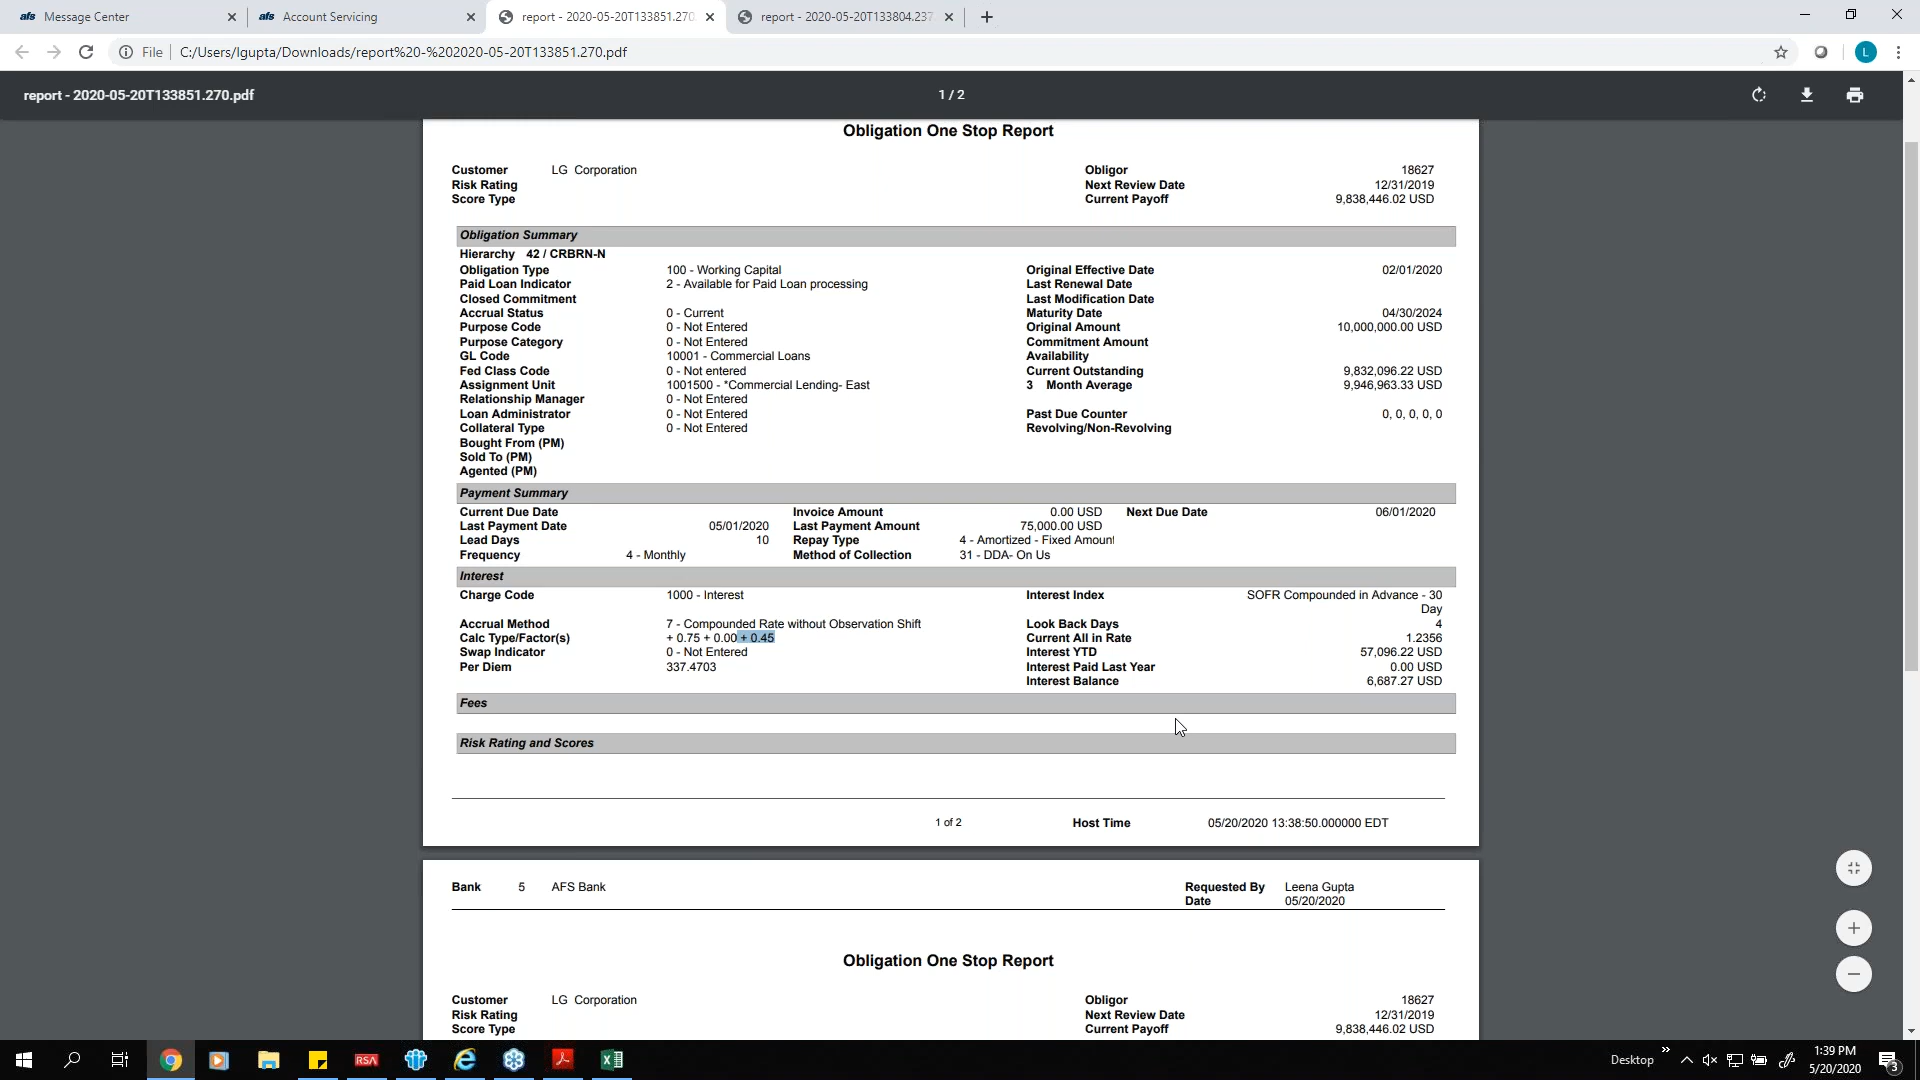 afs Message Center
afs Account Servicing
report - 2020-05-20T133851.270
report - 2020-05-20T133804.237
File C:/Users/lgupta/Downloads/report%20-%202020-05-20T133851.270.pdf
L
report - 2020-05-20T133851.270.pdf 1 / 2
Obligation One Stop Report
Customer LG Corporation Obligor 18627
Risk Rating Next Review Date 12/31/2019
Score Type Current Payoff 9,838,446.02 USD
Obligation Summary
Hierarchy 42 / CRBRN-N
Obligation Type 100 - Working Capital Original Effective Date 02/01/2020
Paid Loan Indicator 2 - Available for Paid Loan processing Last Renewal Date
Closed Commitment Last Modification Date
Accrual Status 0 - Current Maturity Date 04/30/2024
Purpose Code 0 - Not Entered Original Amount 10,000,000.00 USD
Purpose Category 0 - Not Entered Commitment Amount
GL Code 10001 - Commercial Loans Availability
Fed Class Code 0 - Not entered Current Outstanding 9,832,096.22 USD
Assignment Unit 1001500 - *Commercial Lending- East 3 Month Average 9,946,963.33 USD
Relationship Manager 0 - Not Entered
Loan Administrator 0 - Not Entered Past Due Counter 0, 0, 0, 0, 0
Collateral Type 0 - Not Entered Revolving/Non-Revolving
Bought From (PM)
Sold To (PM)
Agented (PM)
Payment Summary
Current Due Date Invoice Amount 0.00 USD Next Due Date 06/01/2020
Last Payment Date 05/01/2020 Last Payment Amount 75,000.00 USD
Lead Days 10 Repay Type 4 - Amortized - Fixed Amount
Frequency 4 - Monthly Method of Collection 31 - DDA- On Us
Interest
Charge Code 1000 - Interest Interest Index SOFR Compounded in Advance - 30
Day
Accrual Method 7 - Compounded Rate without Observation Shift Look Back Days 4
Calc Type/Factor(s) + 0.75 + 0.00 + 0.45 Current All in Rate 1.2356
Swap Indicator 0 - Not Entered Interest YTD 57,096.22 USD
Per Diem 337.4703 Interest Paid Last Year 0.00 USD
Interest Balance 6,687.27 USD
Fees
Risk Rating and Scores
1 of 2 Host Time 05/20/2020 13:38:50.000000 EDT
Bank 5 AFS Bank Requested By Leena Gupta
Date 05/20/2020
Obligation One Stop Report
Customer LG Corporation Obligor 18627
Risk Rating Next Review Date 12/31/2019
Score Type Current Payoff 9,838,446.02 USD
RSA
Desktop
1:39 PM
5/20/2020
3